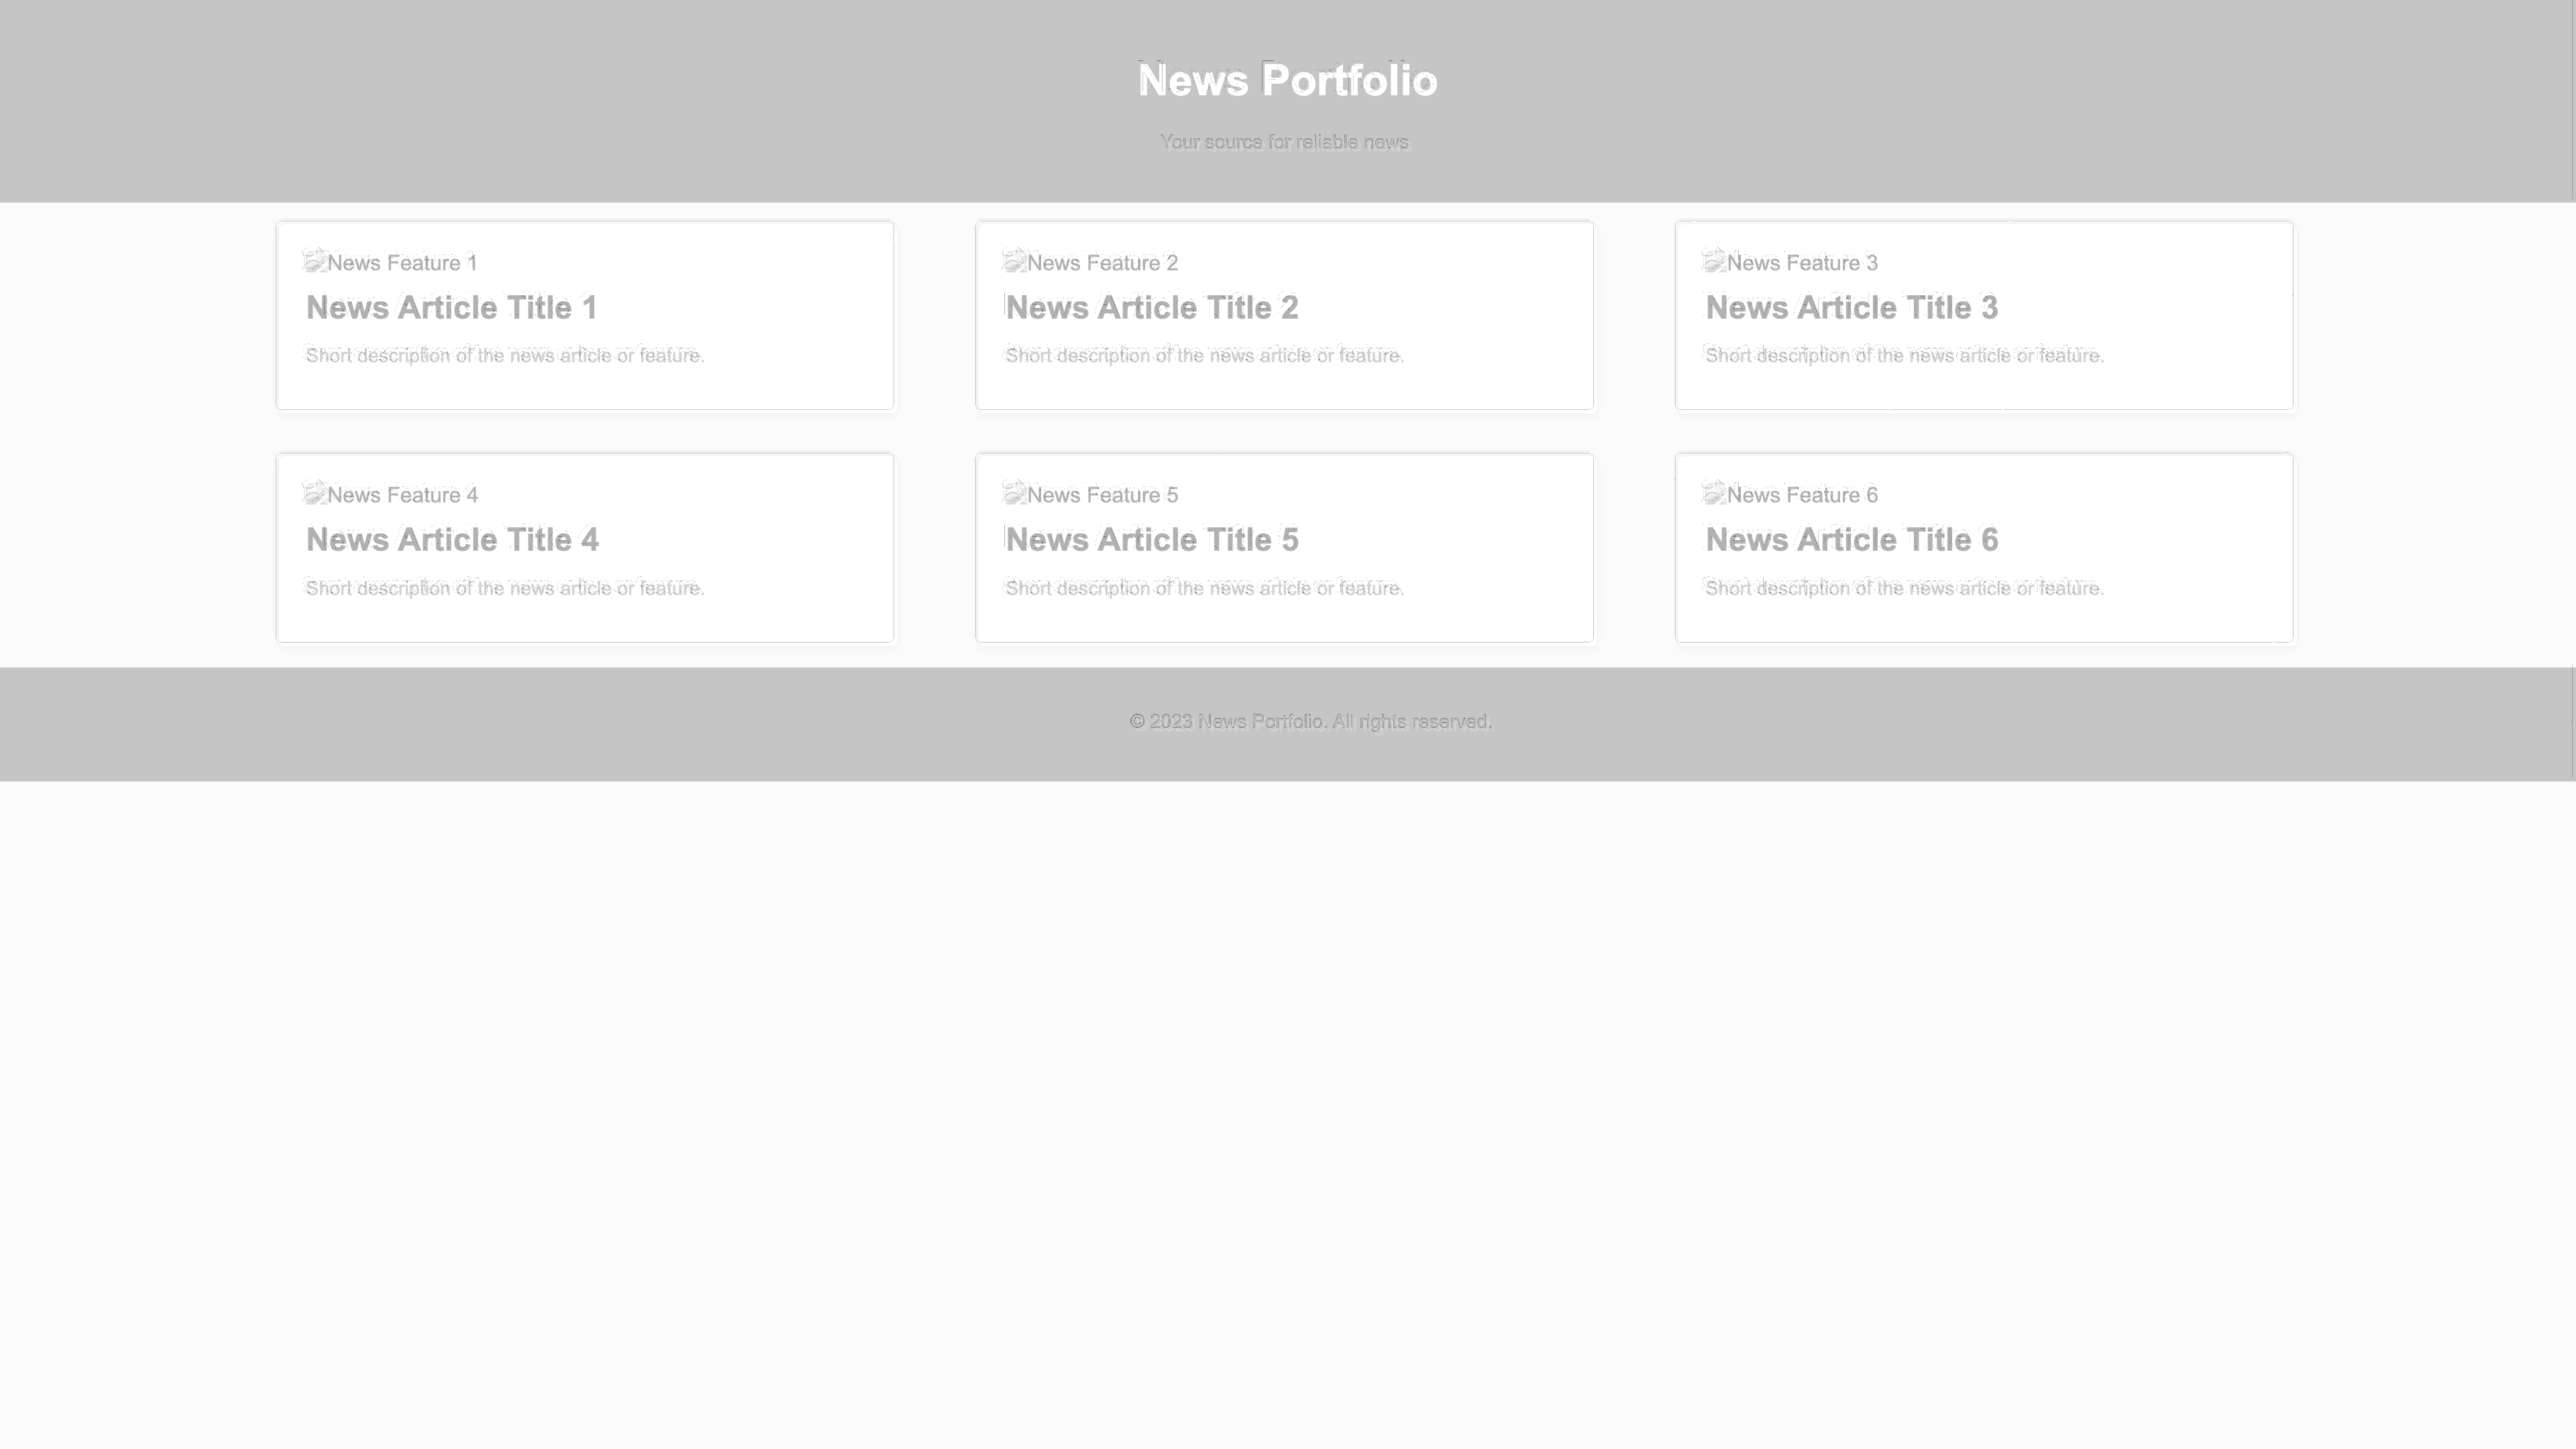 News Portfolio
Your source for reliable news
News Feature 1
News Article Title 1
Short description of the news article or feature.
News Feature 2
News Article Title 2
Short description of the news article or feature.
News Feature 3
News Article Title 3
Short description of the news article or feature.
News Feature 4
News Article Title 4
Short description of the news article or feature.
News Feature 5
News Article Title 5
Short description of the news article or feature.
News Feature 6
News Article Title 6
Short description of the news article or feature.
© 2023 News Portfolio. All rights reserved.